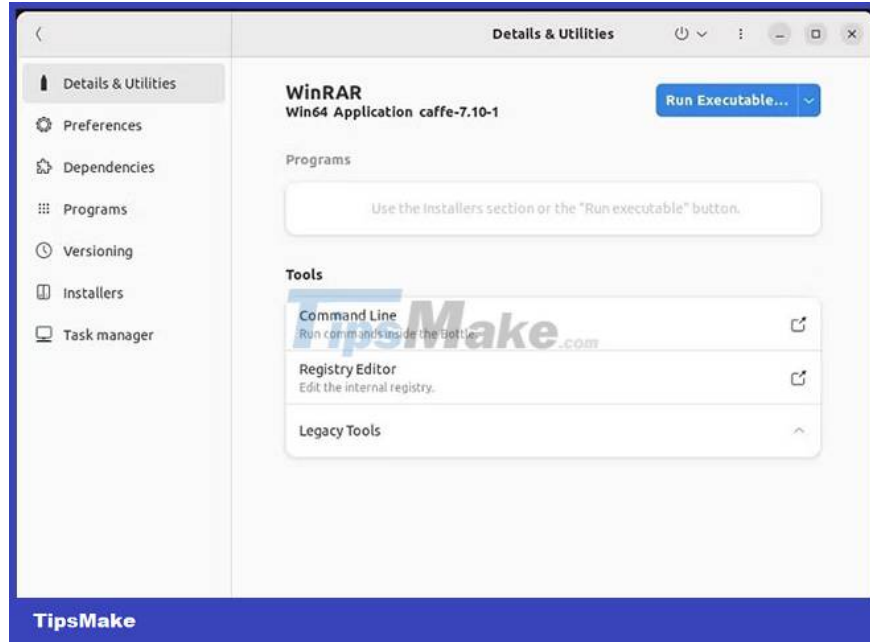 Details & Utilities
Details & Utilities
Preferences
Dependencies
Programs
Versioning
Installers
Task manager
WinRAR
Win64 Application caffe-7.10-1
Run Executable...
Programs
Use the Installers section or the "Run executable" button.
Tools
Command Line
Run commands inside the Bottle.
TipsMake.com
Registry Editor
Edit the internal registry.
Legacy Tools
TipsMake